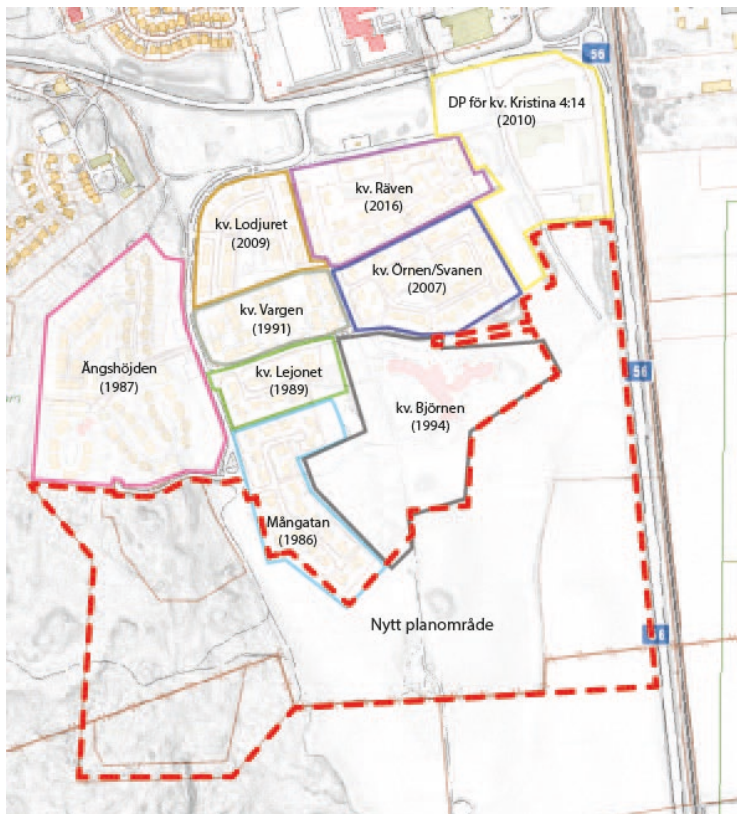 56
DP för kv. Kristina 4:14
(2010)
kv. Räven
(2016)
kv. Lodjuret
(2009)
kv. Örnen/Svanen
(2007)
kv. Vargen
(1991)
Ängshöjden
(1987)
kv. Lejonet
(1989)
56
kv. Björnen
(1994)
Mångatan
(1986)
Nytt planområde